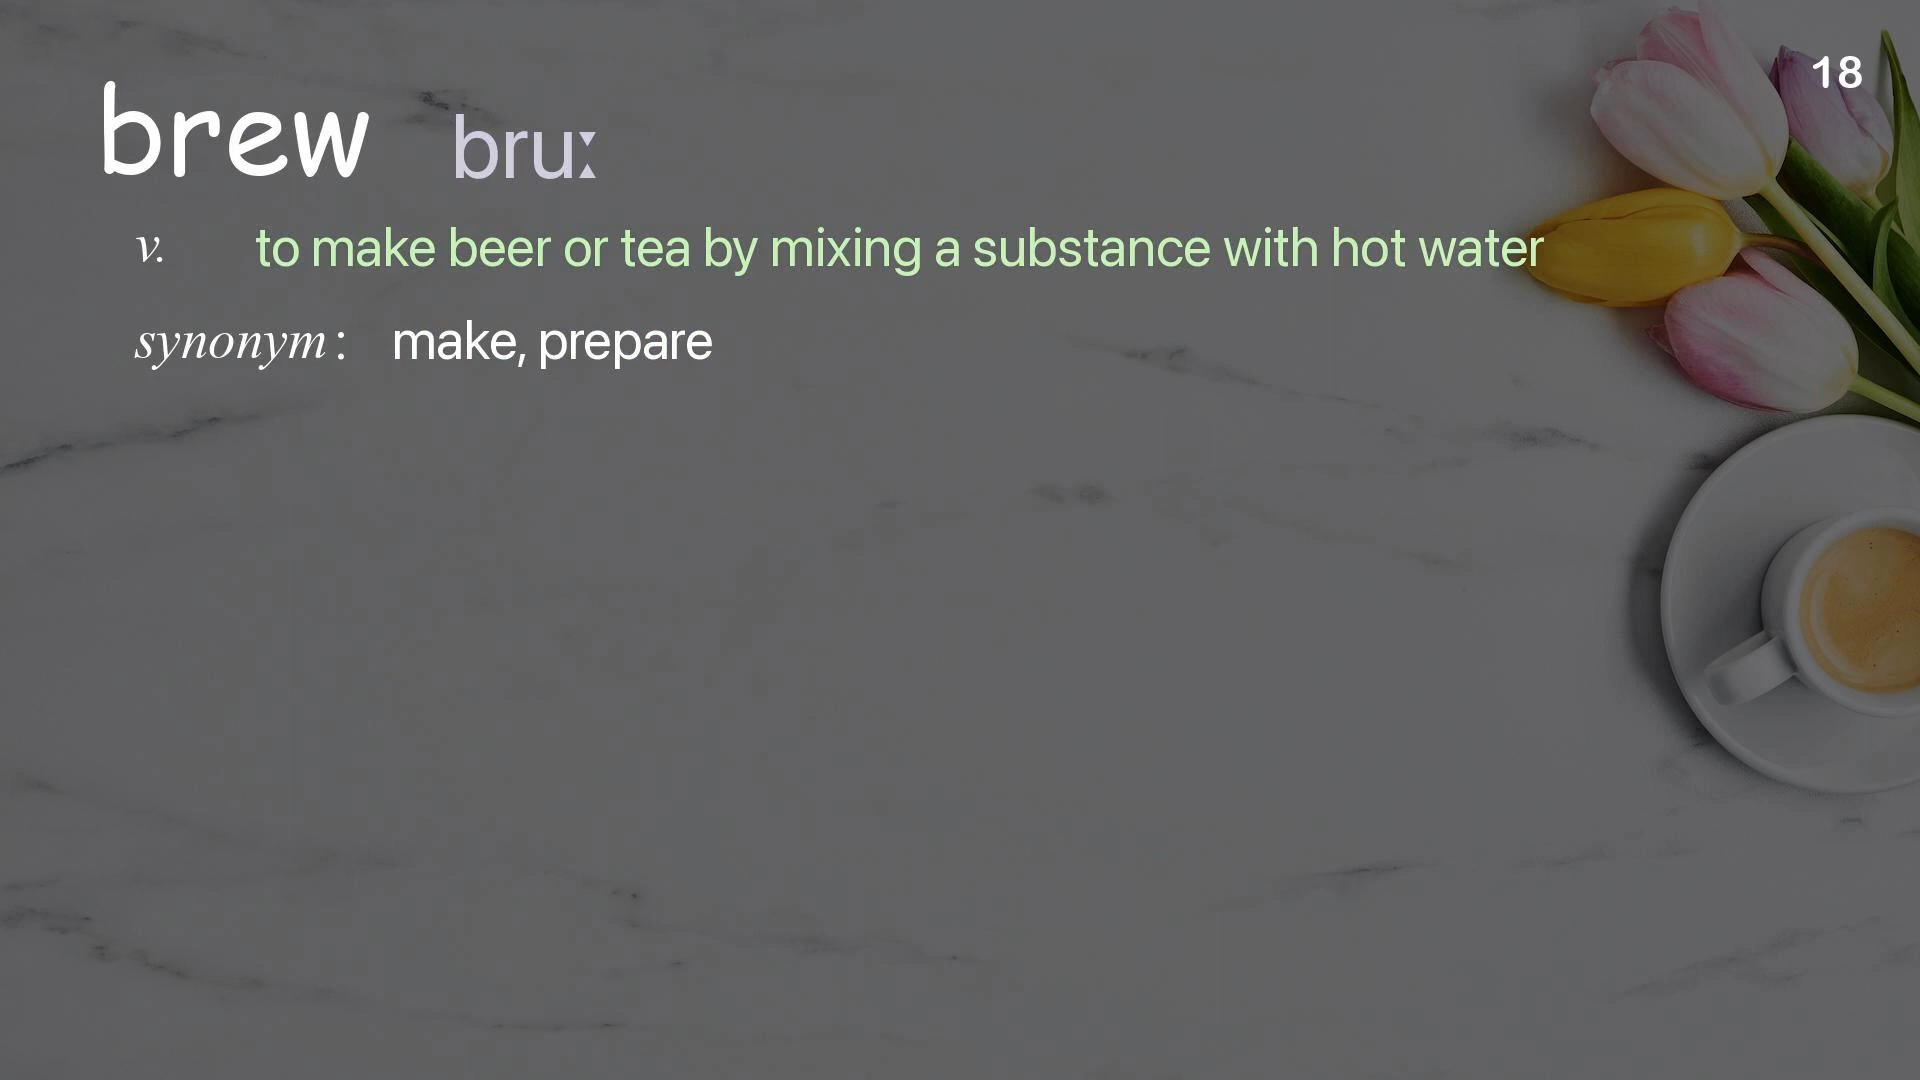 18
brew bruː
v. to make beer or tea by mixing a substance with hot water
synonym : make, prepare